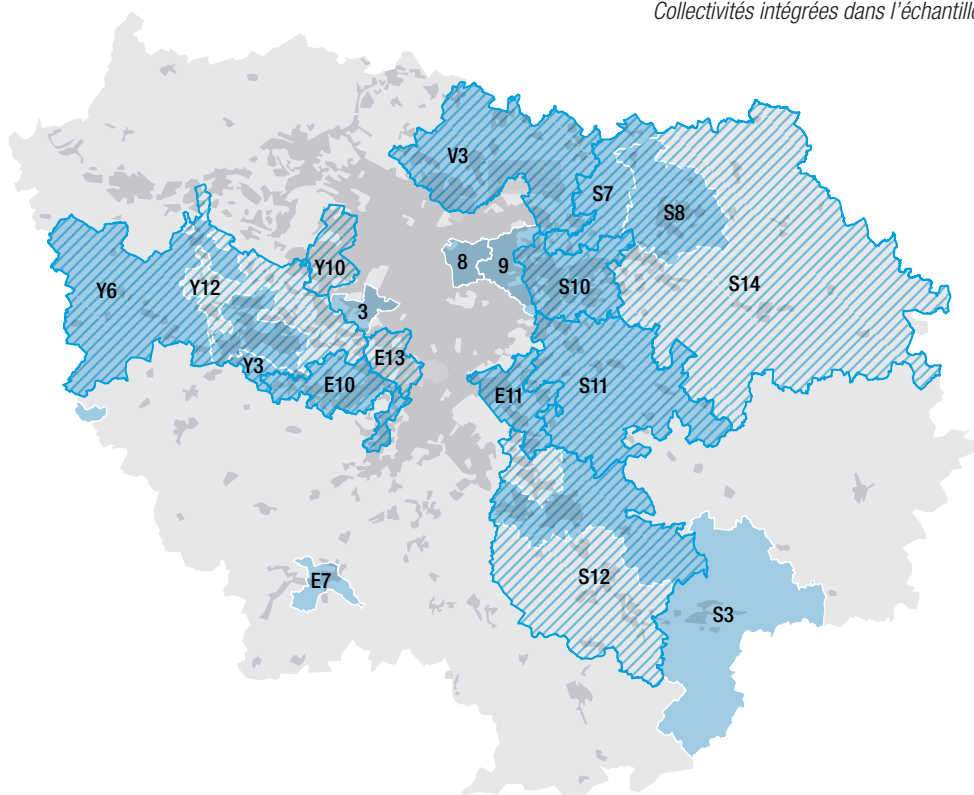 Collectivités intégrées dans l'échantill
V3
S7
S8
8
9
Y10
S10
S14
Y6
Y12
3
E13
Y3
E10
E11
S11
E7
S12
S3